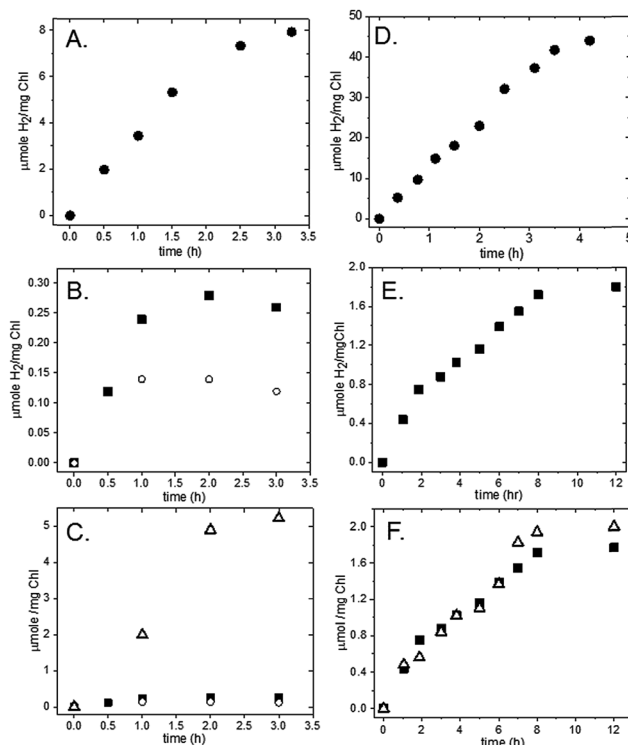 A.
μmole H2/mg Chl
8
6
4
2
0
0.0 0.5 1.0 1.5 2.0 2.5 3.0 3.5
time (h)
D.
μmole H2/mg Chl
50
40
30
20
10
0
0 1 2 3 4 5
time (h)
B.
μmole H2/mg Chl
0.30
0.25
0.20
0.15
0.10
0.05
0.00
0.0 0.5 1.0 1.5 2.0 2.5 3.0 3.5
time (h)
E.
μmole H2/mgChl
1.8
1.6
1.2
0.8
0.4
0.0
0 2 4 6 8 10 12
time (hr)
C.
μmole /mg Chl
5
4
2
0
0.0 0.5 1.0 1.5 2.0 2.5 3.0 3.5
time (h)
F.
μmol /mg Chl
2.0
1.6
1.2
0.8
0.4
0.0
0 2 4 6 8 10 12
time (h)